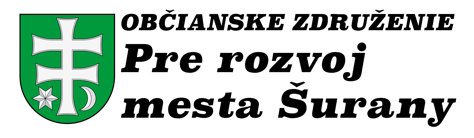 OBČIANSKE ZDRUŽENIE
Pre rozvoj
mesta Šurany